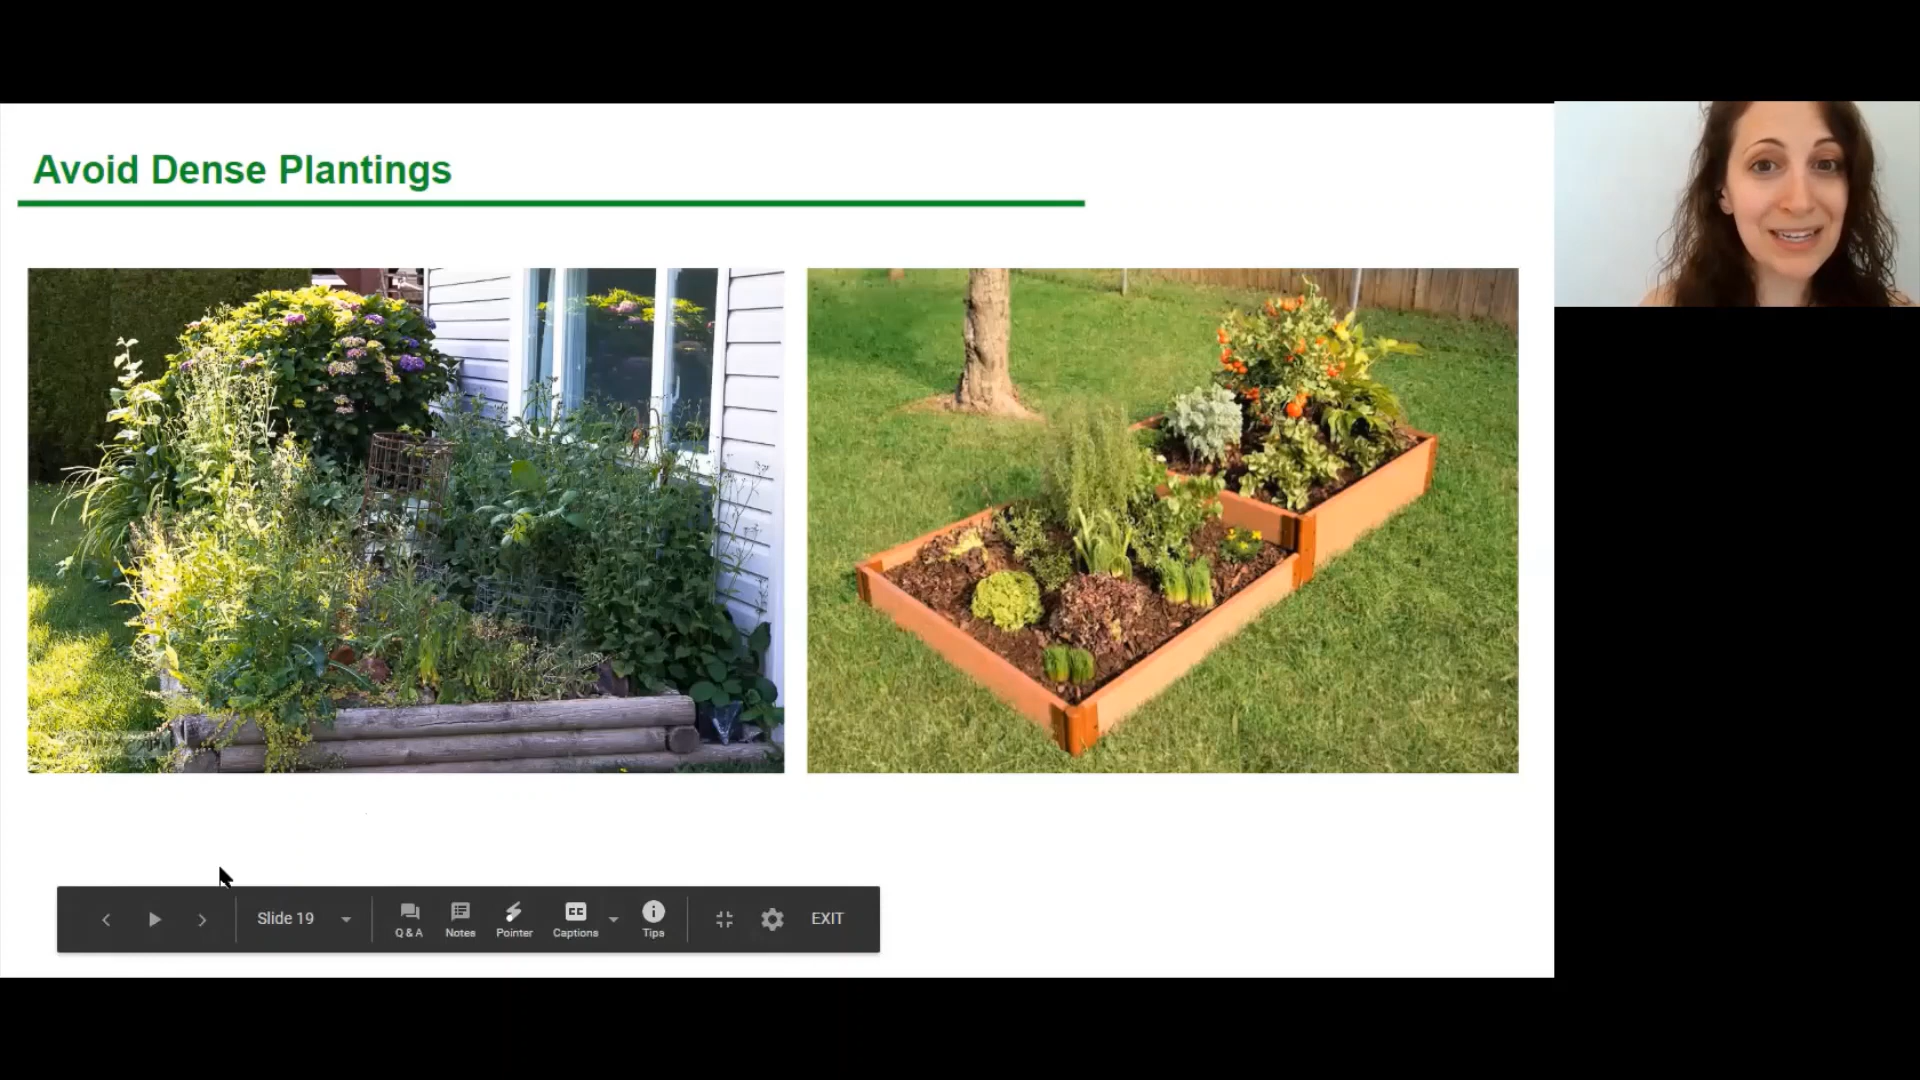 Avoid Dense Plantings
Slide 19
Q & A
Notes
Pointer
Captions
Tips
EXIT